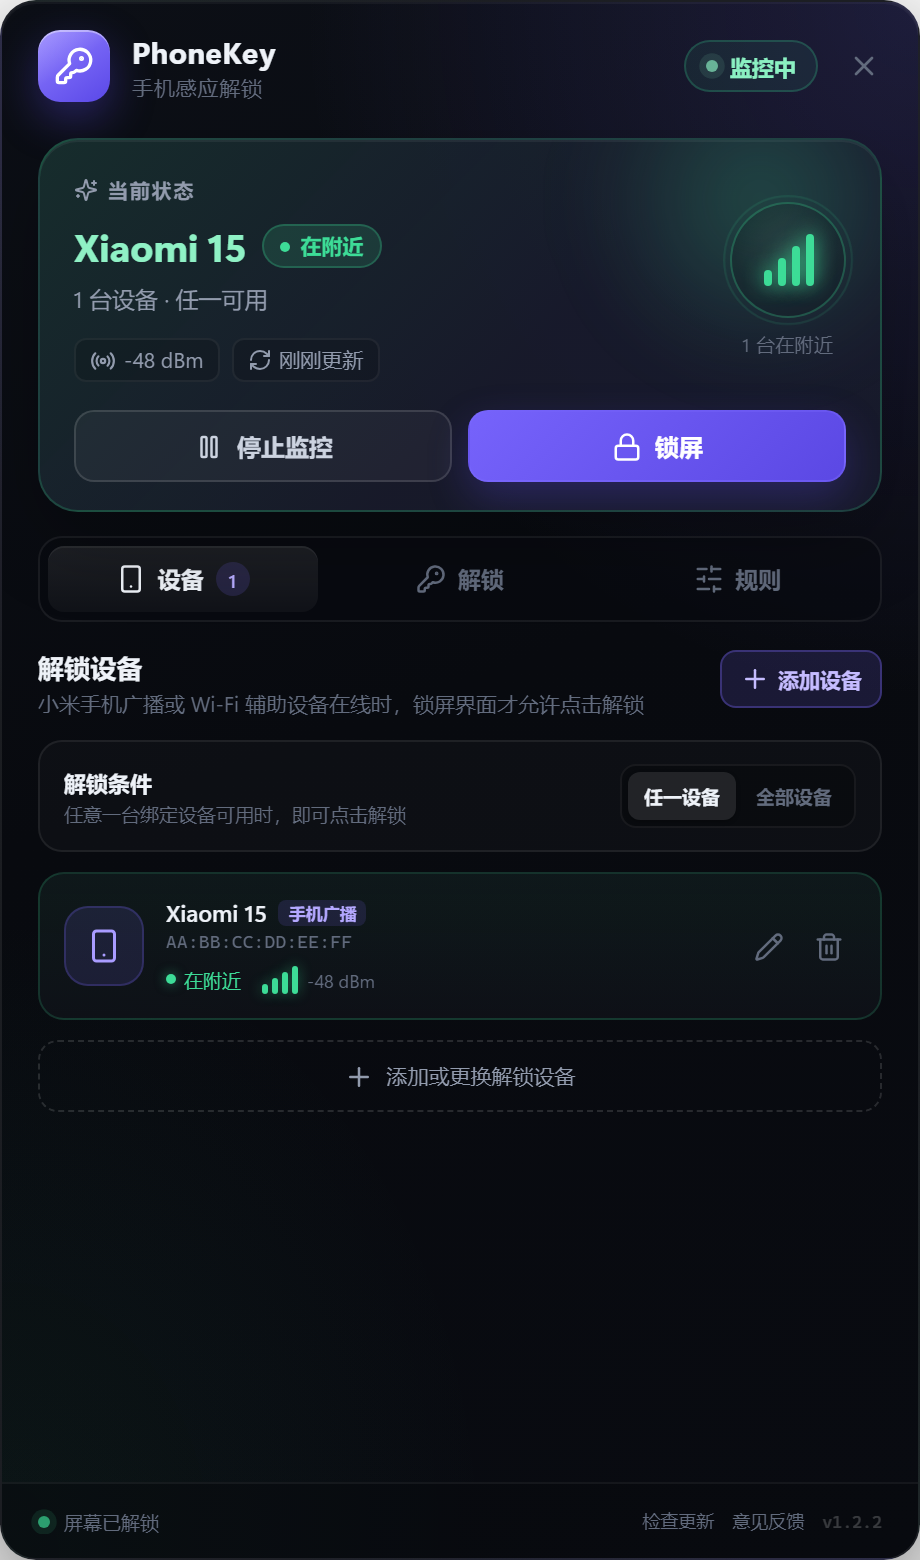 PhoneKey
手机感应解锁
监控中
当前状态
Xiaomi 15
在附近
1 台设备 · 任一可用
-48 dBm
刚刚更新
1 台在附近
停止监控
锁屏
设备 1
解锁
规则
解锁设备
小米手机广播或 Wi-Fi 辅助设备在线时，锁屏界面才允许点击解锁
添加设备
解锁条件
任意一台绑定设备可用时，即可点击解锁
任一设备
全部设备
Xiaomi 15 手机广播
AA:BB:CC:DD:EE:FF
在附近 -48 dBm
添加或更换解锁设备
屏幕已解锁
检查更新 意见反馈 v1.2.2